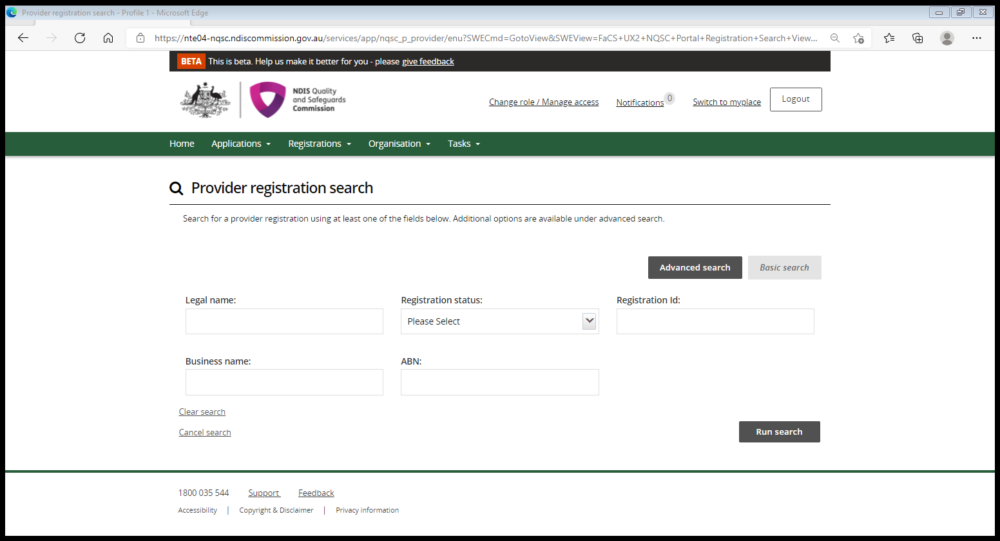 Provider registration search - Profile 1 - Microsoft Edge
https://nte04-nqsc.ndiscommission.gov.au/services/app/nqsc_p_provider/enu?SWECmd=GotoView&SWEView=FaCS+UX2+NQSC+Portal+Registration+Search+View...
BETA This is beta. Help us make it better for you - please give feedback
NDIS Quality
and Safeguards
Commission
Change role / Manage access Notifications 0 Switch to myplace Logout
Home Applications Registrations Organisation Tasks
Provider registration search
Search for a provider registration using at least one of the fields below. Additional options are available under advanced search.
Advanced search Basic search
Legal name: Registration status: Registration Id:
Please Select
Business name: ABN:
Clear search
Cancel search
Run search
1800 035 544 Support Feedback
Accessibility | Copyright & Disclaimer | Privacy information